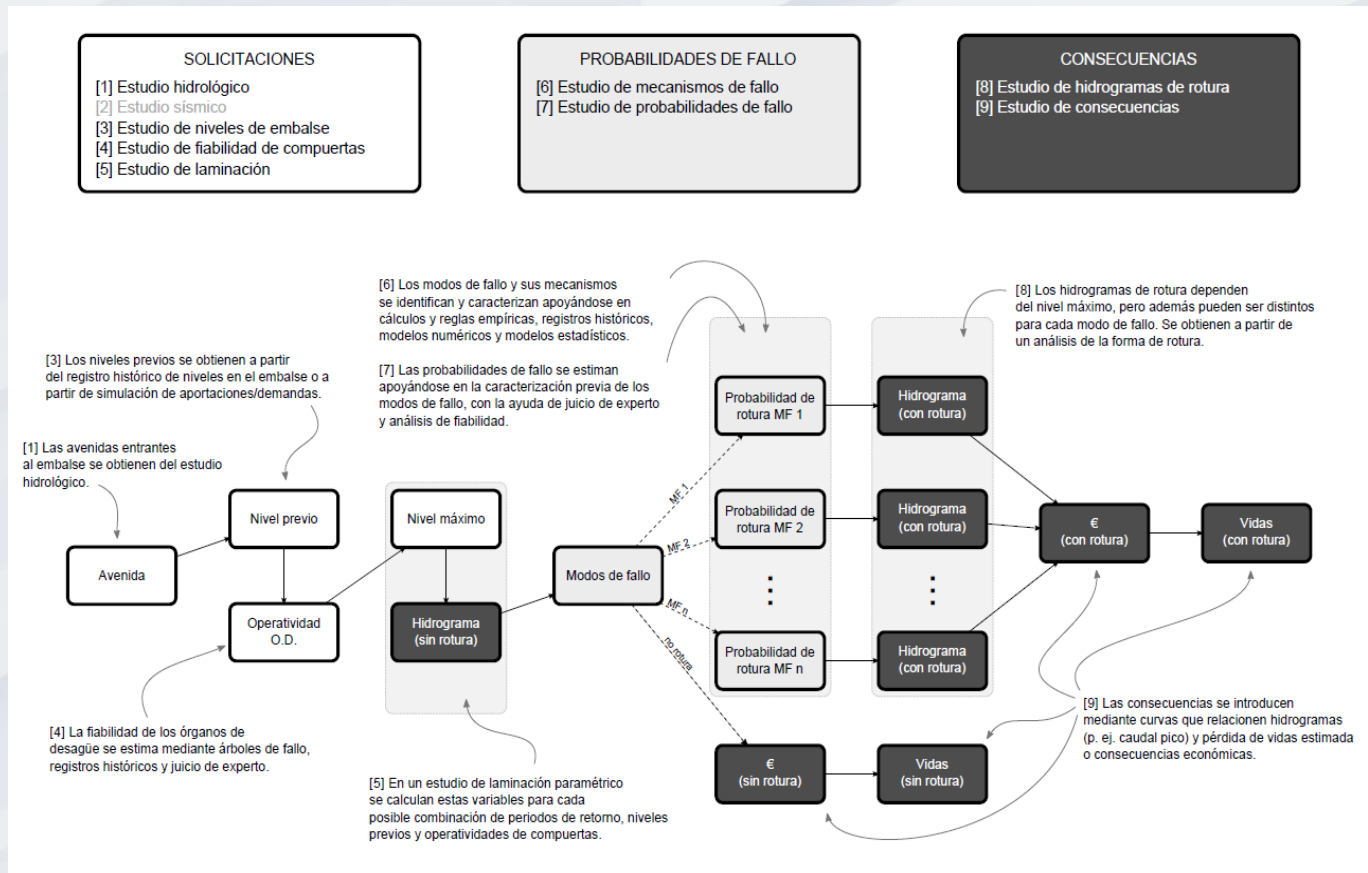 SOLICITACIONES
[1] Estudio hidrológico
[2] Estudio sísmico
[3] Estudio de niveles de embalse
[4] Estudio de fiabilidad de compuertas
[5] Estudio de laminación
PROBABILIDADES DE FALLO
[6] Estudio de mecanismos de fallo
[7] Estudio de probabilidades de fallo
CONSECUENCIAS
[8] Estudio de hidrogramas de rotura
[9] Estudio de consecuencias
[6] Los modos de fallo y sus mecanismos
se identifican y caracterizan apoyándose en
cálculos y reglas empíricas, registros históricos,
modelos numéricos y modelos estadísticos.
[7] Las probabilidades de fallo se estiman
apoyándose en la caracterización previa de los
modos de fallo, con la ayuda de juicio de experto
y análisis de fiabilidad.
[8] Los hidrogramas de rotura dependen
del nivel máximo, pero además pueden ser distintos
para cada modo de fallo. Se obtienen a partir de
un análisis de la forma de rotura.
[3] Los niveles previos se obtienen a partir
del registro histórico de niveles en el embalse o a
partir de simulación de aportaciones/demandas.
[1] Las avenidas entrantes
al embalse se obtienen del estudio
hidrológico.
Avenida
Nivel previo
Operatividad
O.D.
Nivel máximo
Hidrograma
(sin rotura)
Modos de fallo
MF 1
MF 2
MF n
no rotura
Probabilidad de
rotura MF 1
Probabilidad de
rotura MF 2
Probabilidad de
rotura MF n
Hidrograma
(con rotura)
Hidrograma
(con rotura)
Hidrograma
(con rotura)
€
(con rotura)
Vidas
(con rotura)
€
(sin rotura)
Vidas
(sin rotura)
[4] La fiabilidad de los órganos de
desagüe se estima mediante árboles de fallo,
registros históricos y juicio de experto.
[5] En un estudio de laminación paramétrico
se calculan estas variables para cada
posible combinación de periodos de retorno, niveles
previos y operatividades de compuertas.
[9] Las consecuencias se introducen
mediante curvas que relacionen hidrogramas
(p. ej. caudal pico) y pérdida de vidas estimada
o consecuencias económicas.